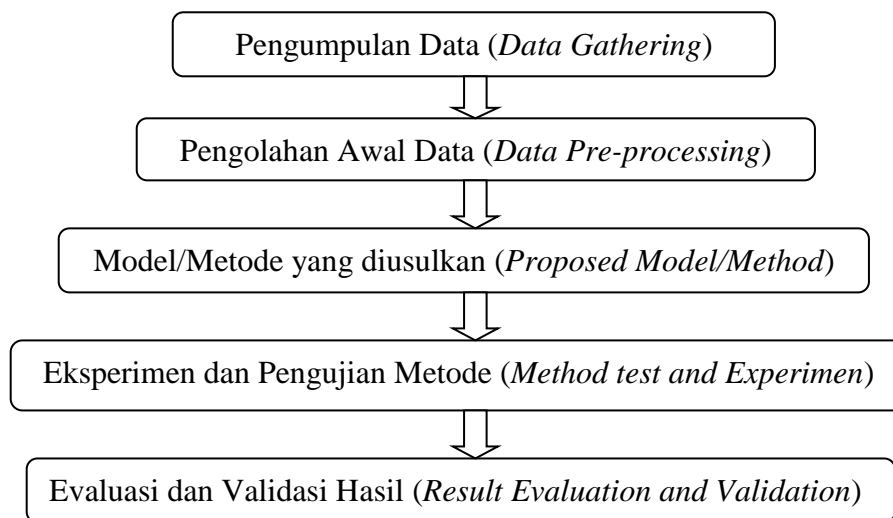 Pengumpulan Data (Data Gathering)
Pengolahan Awal Data (Data Pre-processing)
Model/Metode yang diusulkan (Proposed Model/Method)
Eksperimen dan Pengujian Metode (Method test and Experimen)
Evaluasi dan Validasi Hasil (Result Evaluation and Validation)